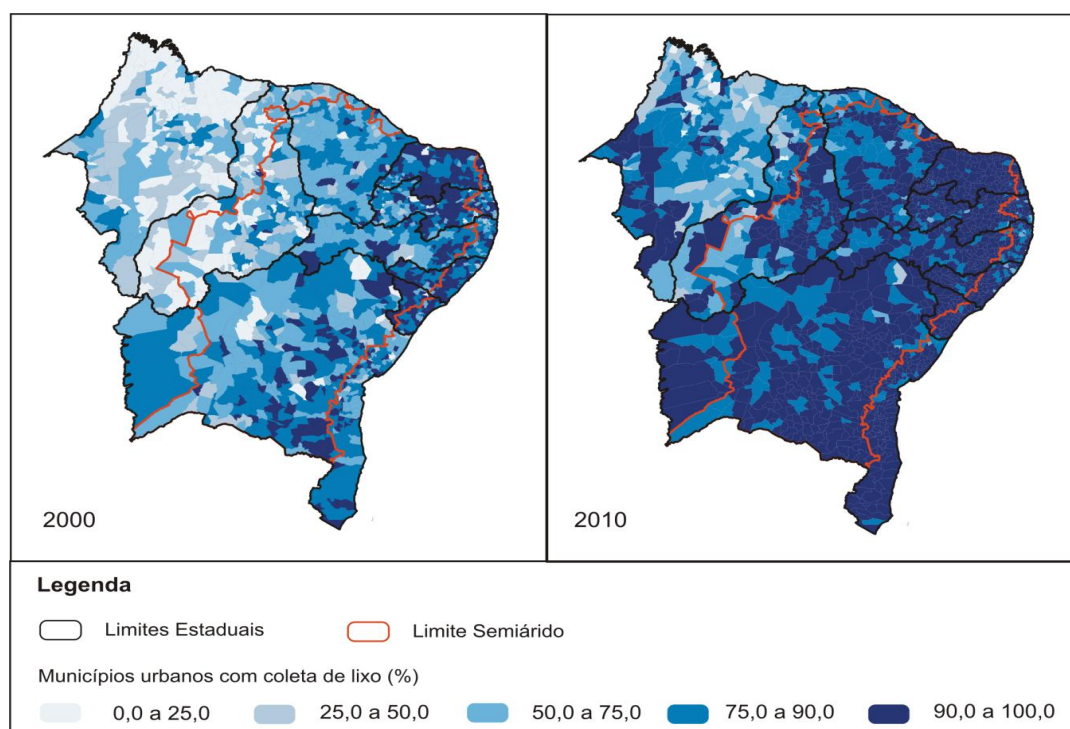 2000
2010
Legenda
Limites Estaduais
Limite Semiárido
Municípios urbanos com coleta de lixo (%)
0,0 a 25,0
25,0 a 50,0
50,0 a 75,0
75,0 a 90,0
90,0 a 100,0